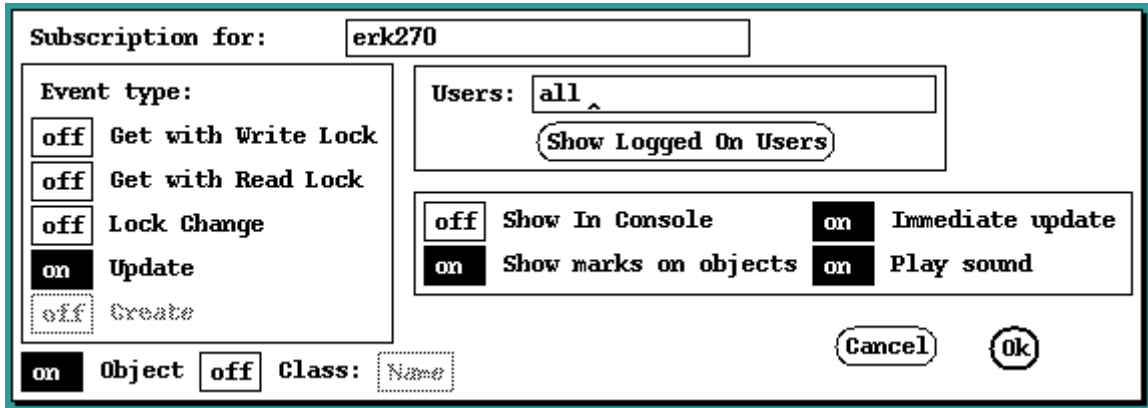 Subscription for: erk270
Event type:
off Get with Write Lock
off Get with Read Lock
off Lock Change
on Update
off Create
on Object off Class: Name
Users: all
Show Logged On Users
off Show In Console on Immediate update
on Show marks on objects on Play sound
Cancel Ok